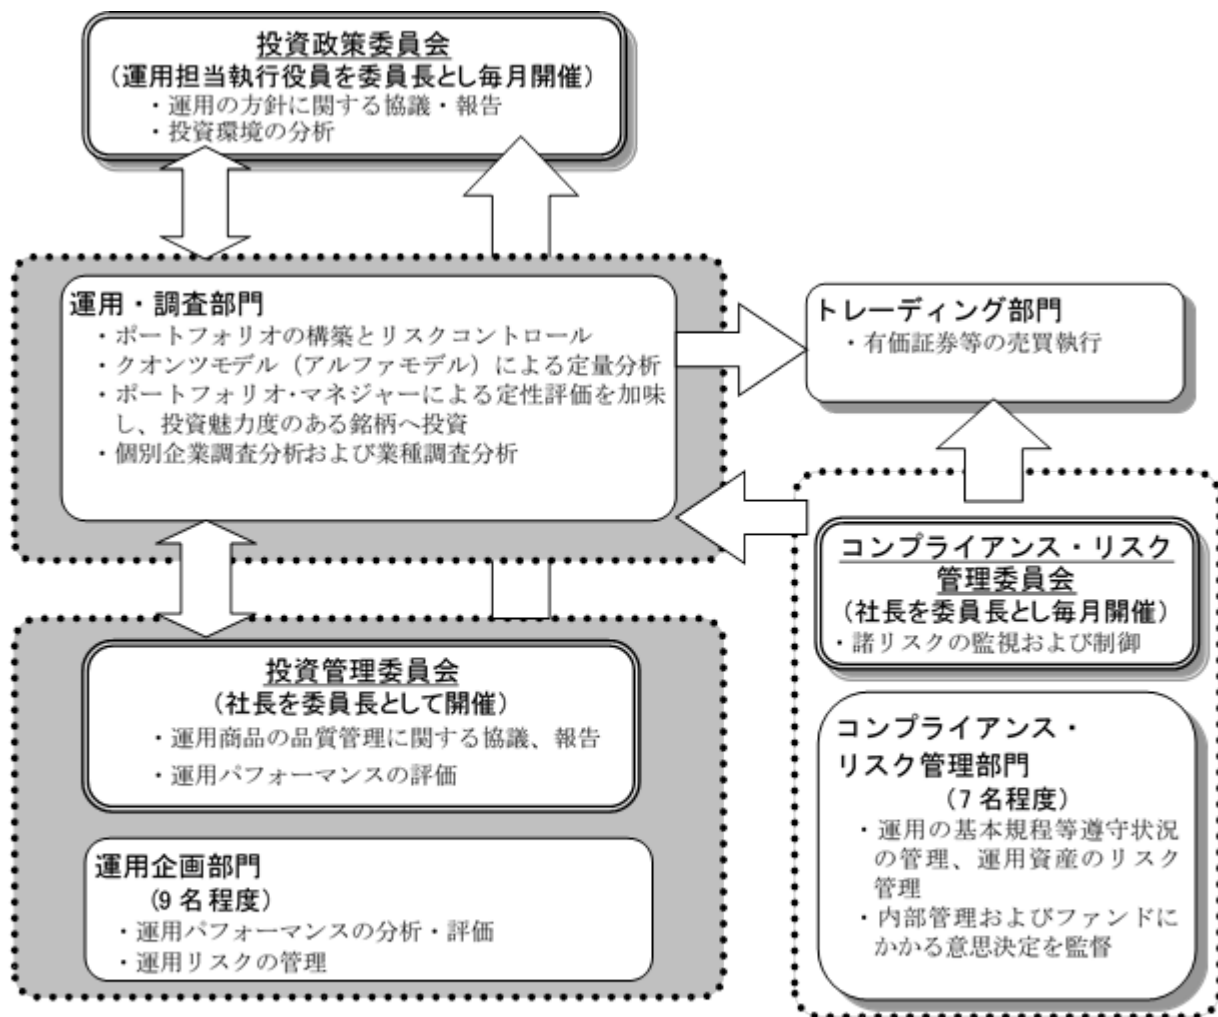 投資政策委員会
（運用担当執行役員を委員長とし毎月開催）
・運用の方針に関する協議・報告
・投資環境の分析
運用・調査部門
・ポートフォリオの構築とリスクコントロール
・クオンツモデル（アルファモデル）による定量分析
・ポートフォリオ・マネジャーによる定性評価を加味
し、投資魅力度のある銘柄へ投資
・個別企業調査分析および業種調査分析
トレーディング部門
・有価証券等の売買執行
投資管理委員会
（社長を委員長として開催）
・運用商品の品質管理に関する協議、報告
・運用パフォーマンスの評価
運用企画部門
（9 名程度）
・運用パフォーマンスの分析・評価
・運用リスクの管理
コンプライアンス・リスク
管理委員会
（社長を委員長とし毎月開催）
・諸リスクの監視および制御
コンプライアンス・
リスク管理部門
（7 名程度）
・運用の基本規程等遵守状況
の管理、運用資産のリスク
管理
・内部管理およびファンドに
かかる意思決定を監督